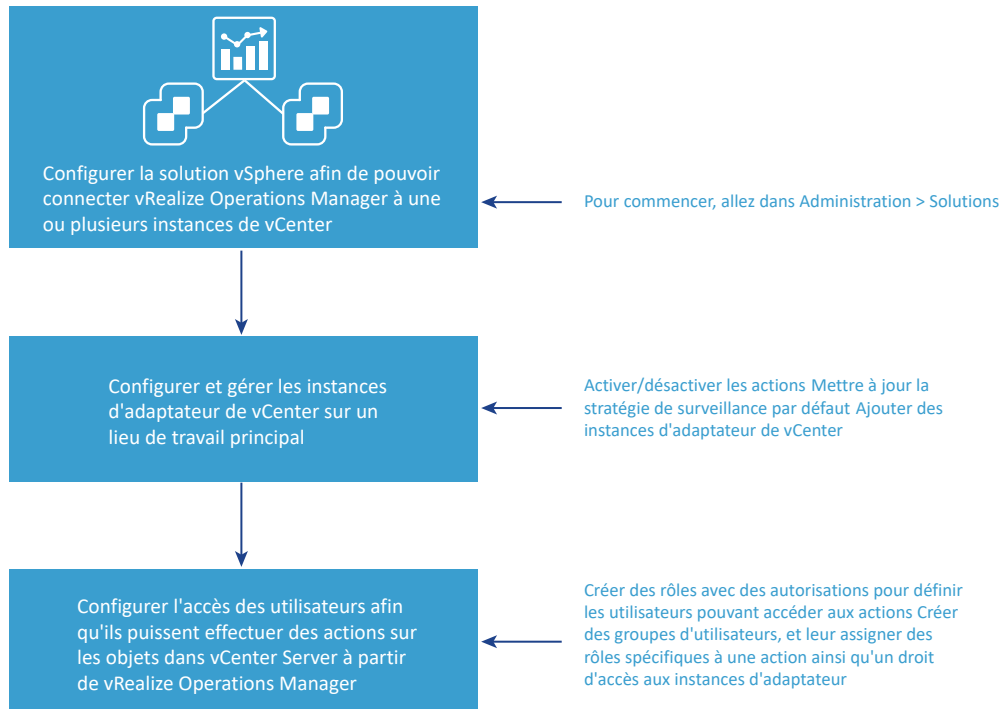 Configurer la solution vSphere afin de pouvoir
connecter vRealize Operations Manager à une
ou plusieurs instances de vCenter
Pour commencer, allez dans Administration > Solutions
Configurer et gérer les instances
d'adaptateur de vCenter sur un
lieu de travail principal
Activer/désactiver les actions Mettre à jour la
stratégie de surveillance par défaut Ajouter des
instances d'adaptateur de vCenter
Configurer l'accès des utilisateurs afin
qu'ils puissent effectuer des actions sur
les objets dans vCenter Server à partir
de vRealize Operations Manager
Créer des rôles avec des autorisations pour définir
les utilisateurs pouvant accéder aux actions Créer
des groupes d'utilisateurs, et leur assigner des
rôles spécifiques à une action ainsi qu'un droit
d'accès aux instances d'adaptateur